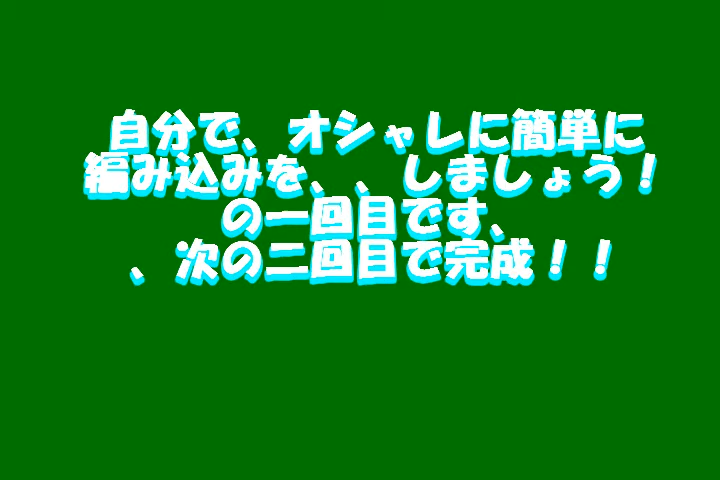 自分で、オシャレに簡単に
編み込みを、、しましょう！
の一回目です、
、次の二回目で完成！！